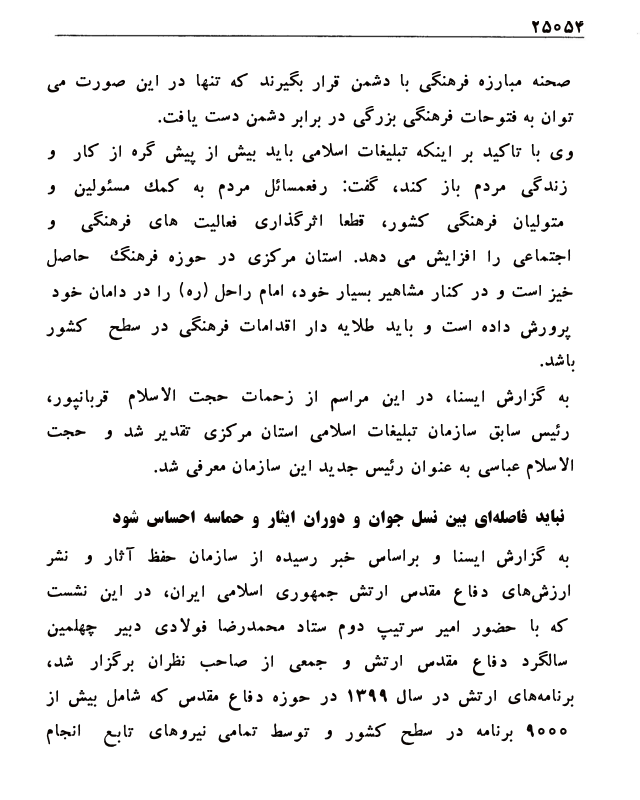 ۲۵۰۵۴
صحنه مبارزه فرهنگی با دشمن قرار بگیرند که تنها در این صورت می
توان به فتوحات فرهنگی بزرگی در برابر دشمن دست یافت.
وی با تاکید بر اینکه تبلیغات اسلامی باید بیش از پیش گره از کار و
زندگی مردم باز کند، گفت: رفعمسائل مردم به کمك مسئولین و
متولیان فرهنگی کشور، قطعا اثرگذاری فعالیت های فرهنگی و
اجتماعی را افزایش می دهد. استان مرکزی در حوزه فرهنگ حاصل
خیز است و در کنار مشاهیر بسیار خود، امام راحل (ره) را در دامان خود
پرورش داده است و باید طلایه دار اقدامات فرهنگی در سطح کشور
باشد.
به گزارش ایسنا، در این مراسم از زحمات حجت الاسلام قربانپور،
رئیس سابق سازمان تبلیغات اسلامی استان مرکزی تقدیر شد و حجت
الاسلام عباسی به عنوان رئیس جدید این سازمان معرفی شد.
نباید فاصله‌ای بین نسل جوان و دوران ایثار و حماسه احساس شود
به گزارش ایسنا و براساس خبر رسیده از سازمان حفظ آثار و نشر
ارزش‌های دفاع مقدس ارتش جمهوری اسلامی ایران، در این نشست
که با حضور امیر سرتیپ دوم ستاد محمدرضا فولادی دبیر چهلمین
سالگرد دفاع مقدس ارتش و جمعی از صاحب نظران برگزار شد،
برنامه‌های ارتش در سال ۱۳۹۹ در حوزه دفاع مقدس که شامل بیش از
۹۰۰۰ برنامه در سطح کشور و توسط تمامی نیروهای تابع انجام